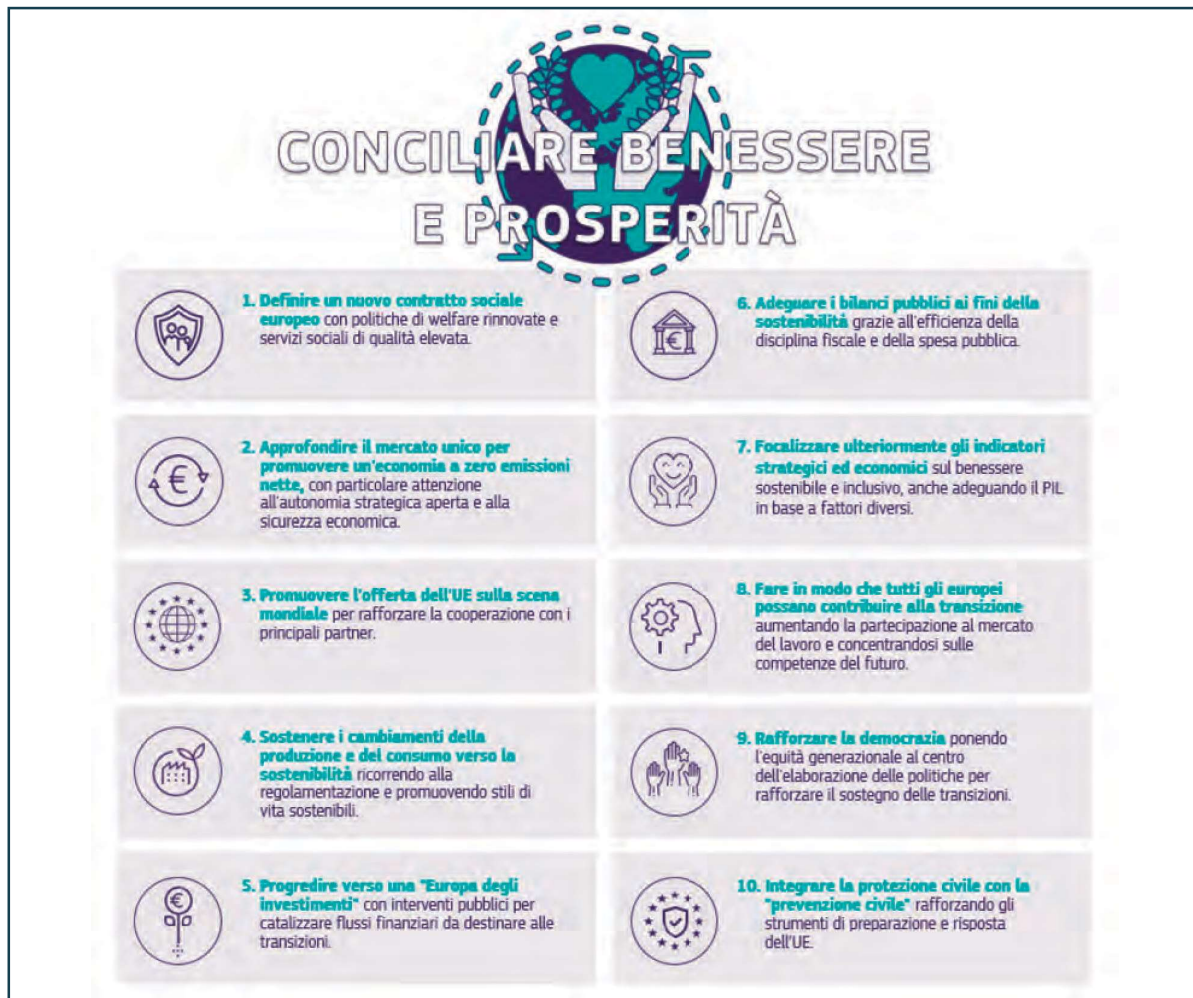 CONCILIARE BENESSERE
E PROSPERITÀ
1. Definire un nuovo contratto sociale
europeo con politiche di welfare rinnovate e
servizi sociali di qualità elevata.
2. Approfondire il mercato unico per
promuovere un'economia a zero emissioni
nette, con particolare attenzione
all'autonomia strategica aperta e alla
sicurezza economica.
3. Promuovere l'offerta dell'UE sulla scena
mondiale per rafforzare la cooperazione con i
principali partner.
4. Sostenere i cambiamenti della
produzione e del consumo verso la
sostenibilità ricorrendo alla
regolamentazione e promuovendo stili di
vita sostenibili.
5. Progredire verso una "Europa degli
investimenti" con interventi pubblici per
catalizzare flussi finanziari da destinare alle
transizioni.
6. Adeguare i bilanci pubblici ai fini della
sostenibilità grazie all'efficienza della
disciplina fiscale e della spesa pubblica.
7. Focalizzare ulteriormente gli indicatori
strategici ed economici sul benessere
sostenibile e inclusivo, anche adeguando il PIL
in base a fattori diversi.
8. Fare in modo che tutti gli europei
possano contribuire alla transizione
aumentando la partecipazione al mercato
del lavoro e concentrandosi sulle
competenze del futuro.
9. Rafforzare la democrazia ponendo
l'equità generazionale al centro
dell'elaborazione delle politiche per
rafforzare il sostegno delle transizioni.
10. Integrare la protezione civile con la
"prevenzione civile" rafforzando gli
strumenti di preparazione e risposta
dell'UE.